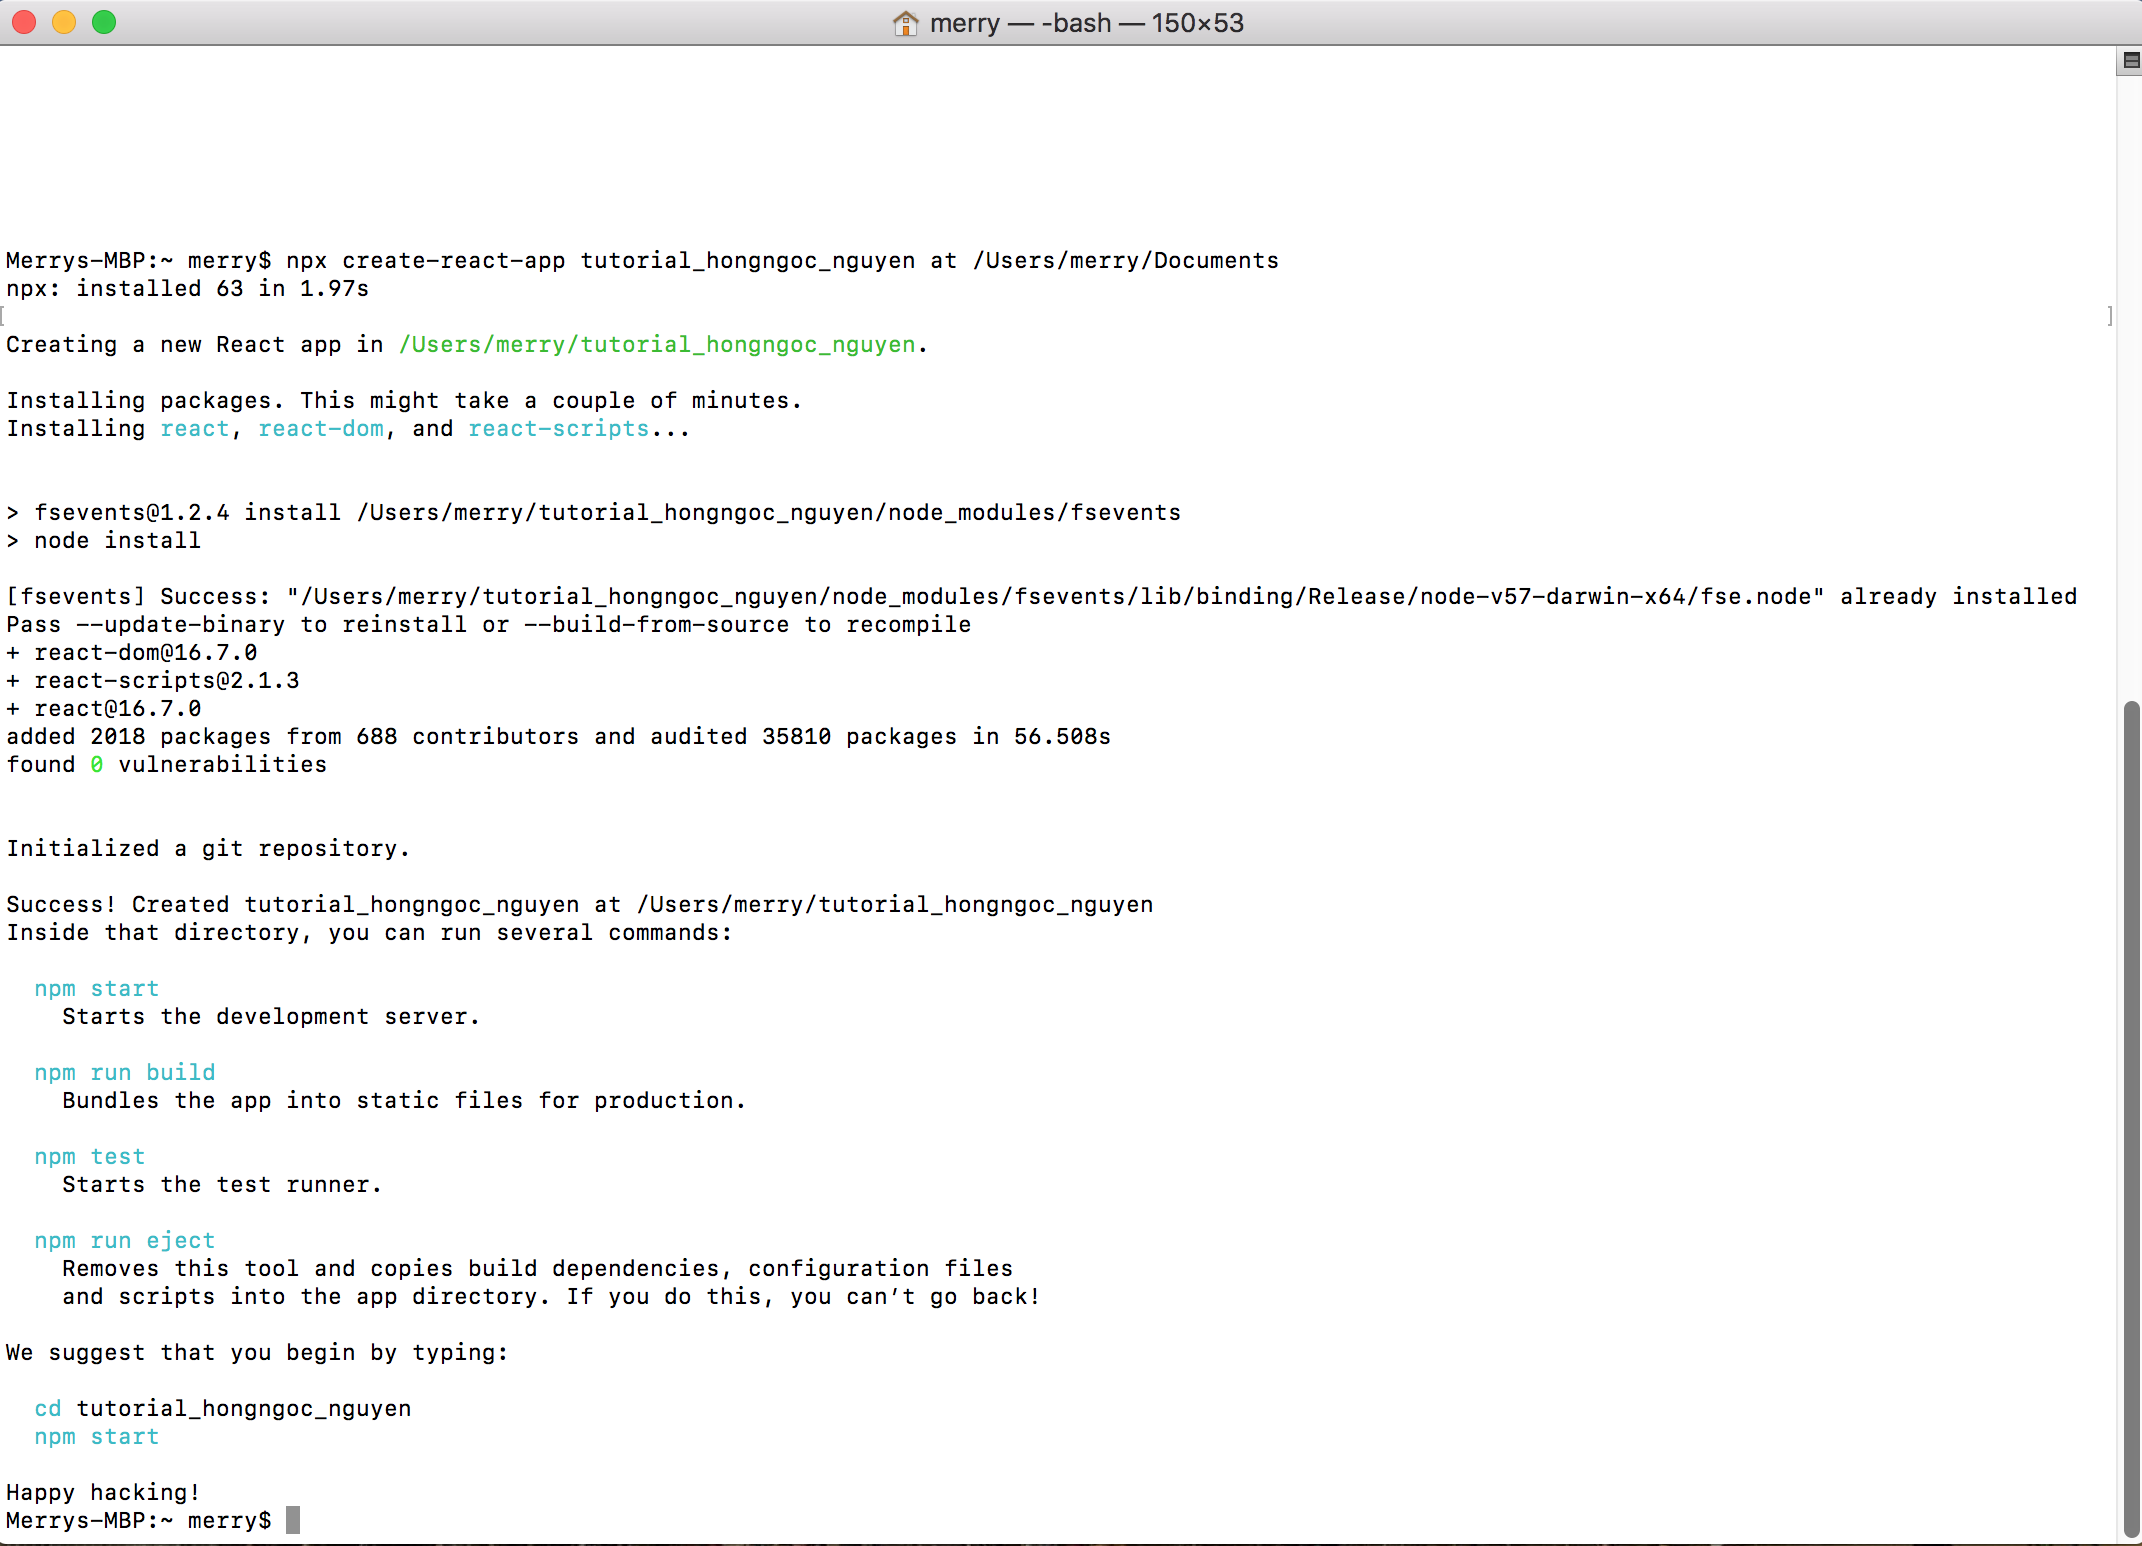 merry — -bash — 150×53
Merrys-MBP:~ merry$ npx create-react-app tutorial_hongngoc_nguyen at /Users/merry/Documents
npx: installed 63 in 1.97s
[ ]
Creating a new React app in /Users/merry/tutorial_hongngoc_nguyen.
Installing packages. This might take a couple of minutes.
Installing react, react-dom, and react-scripts...
> fsevents@1.2.4 install /Users/merry/tutorial_hongngoc_nguyen/node_modules/fsevents
> node install
[fsevents] Success: "/Users/merry/tutorial_hongngoc_nguyen/node_modules/fsevents/lib/binding/Release/node-v57-darwin-x64/fse.node" already installed
Pass --update-binary to reinstall or --build-from-source to recompile
+ react-dom@16.7.0
+ react-scripts@2.1.3
+ react@16.7.0
added 2018 packages from 688 contributors and audited 35810 packages in 56.508s
found 0 vulnerabilities
Initialized a git repository.
Success! Created tutorial_hongngoc_nguyen at /Users/merry/tutorial_hongngoc_nguyen
Inside that directory, you can run several commands:
npm start
Starts the development server.
npm run build
Bundles the app into static files for production.
npm test
Starts the test runner.
npm run eject
Removes this tool and copies build dependencies, configuration files
and scripts into the app directory. If you do this, you can’t go back!
We suggest that you begin by typing:
cd tutorial_hongngoc_nguyen
npm start
Happy hacking!
Merrys-MBP:~ merry$